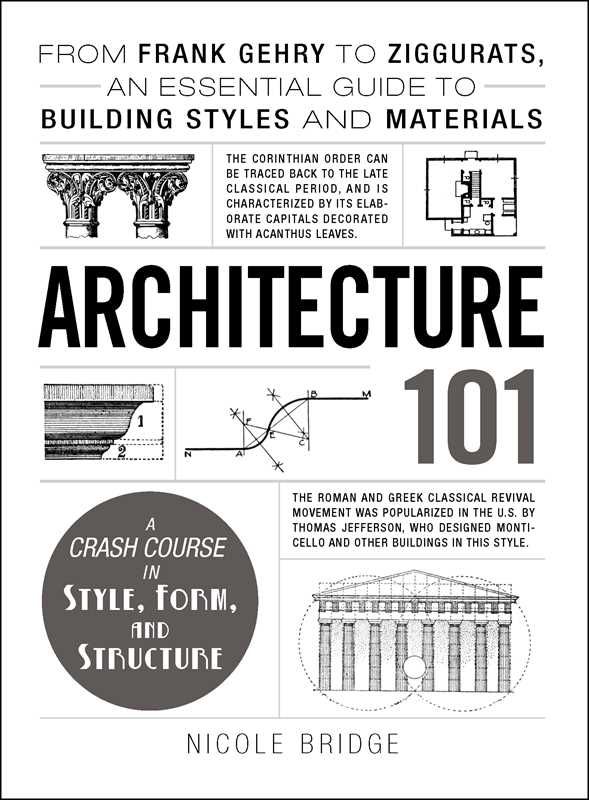 FROM FRANK GEHRY TO ZIGGURATS,
AN ESSENTIAL GUIDE TO
BUILDING STYLES AND MATERIALS
THE CORINTHIAN ORDER CAN
BE TRACED BACK TO THE LATE
CLASSICAL PERIOD, AND IS
CHARACTERIZED BY ITS ELAB-
ORATE CAPITALS DECORATED
WITH ACANTHUS LEAVES.
ARCHITECTURE
101
1
2
N
A
F
E
B
C
M
A
CRASH COURSE
IN
STYLE, FORM,
AND
STRUCTURE
THE ROMAN AND GREEK CLASSICAL REVIVAL
MOVEMENT WAS POPULARIZED IN THE U.S. BY
THOMAS JEFFERSON, WHO DESIGNED MONTI-
CELLO AND OTHER BUILDINGS IN THIS STYLE.
NICOLE BRIDGE